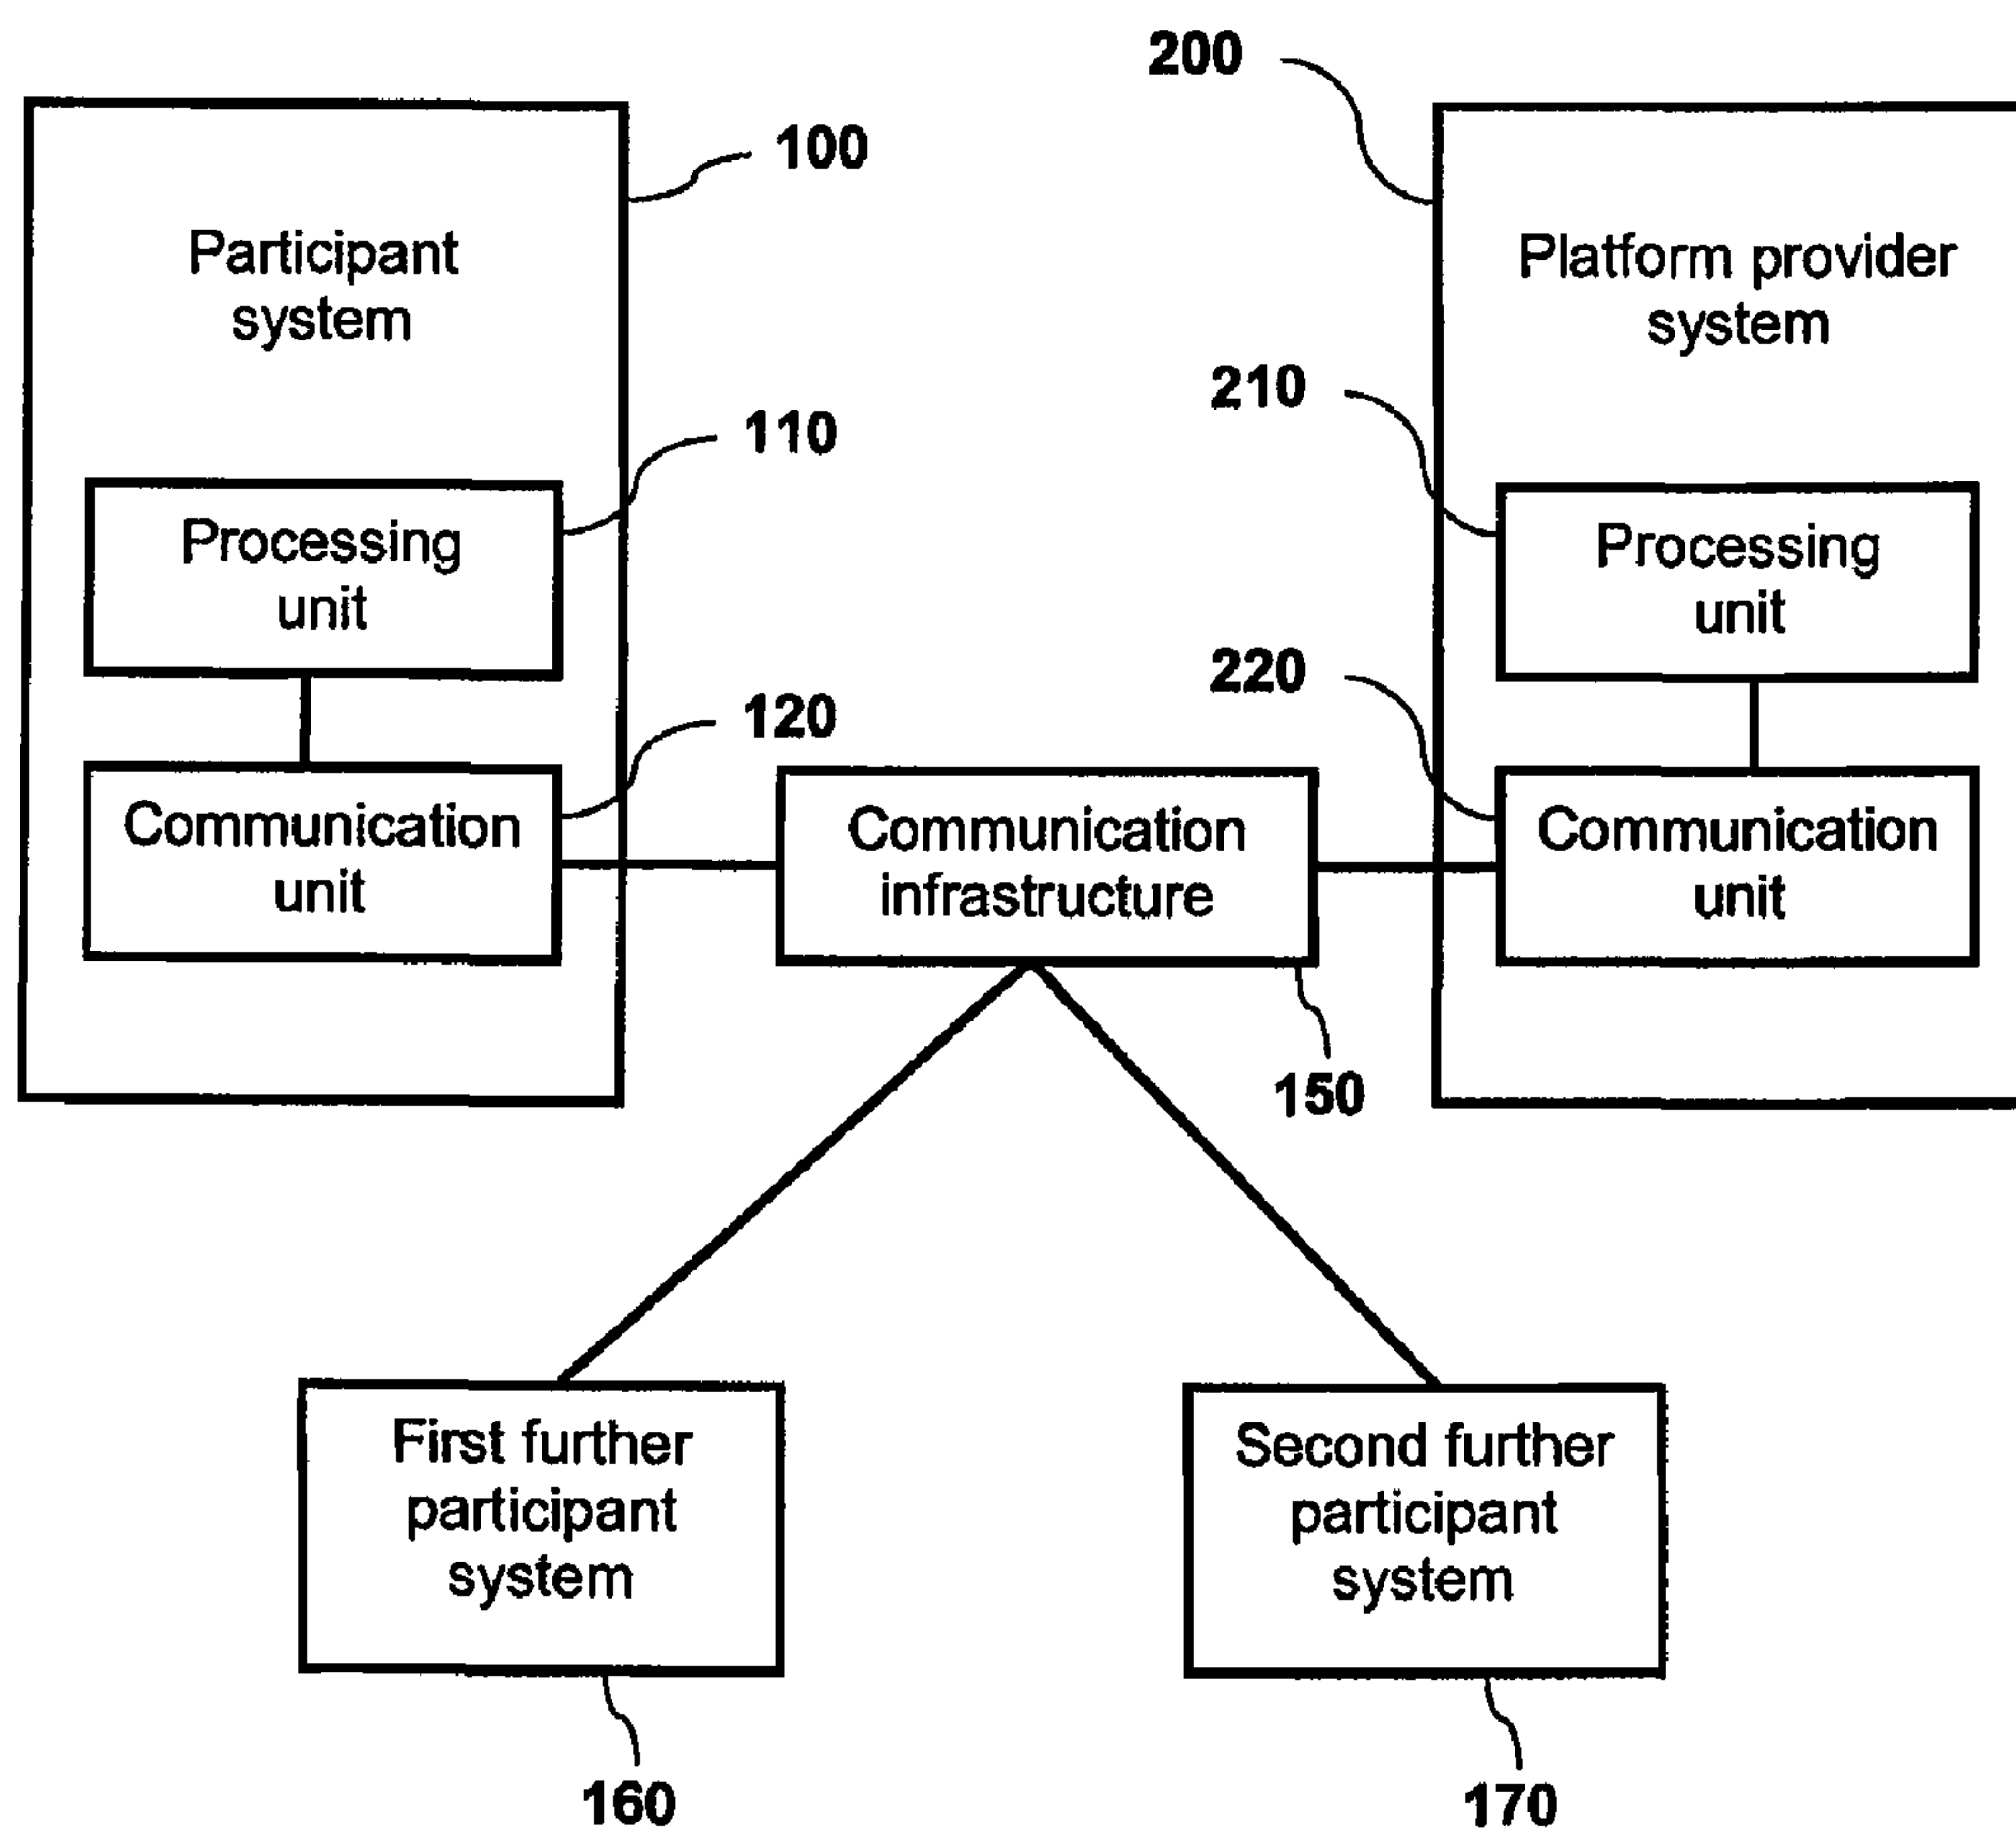 200
100
Participant
system
Platform provider
system
210
110
Processing
unit
Processing
unit
220
120
Communication
unit
Communication
infrastructure
Communication
unit
150
First further
participant
system
Second further
participant
system
160
170